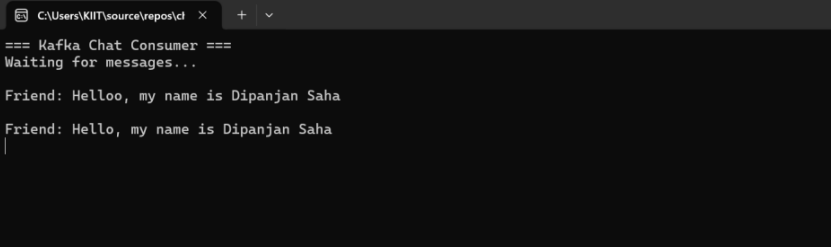 C:\Users\KIIT\source\repos\cl
=== Kafka Chat Consumer ===
Waiting for messages...
Friend: Helloo, my name is Dipanjan Saha
Friend: Hello, my name is Dipanjan Saha